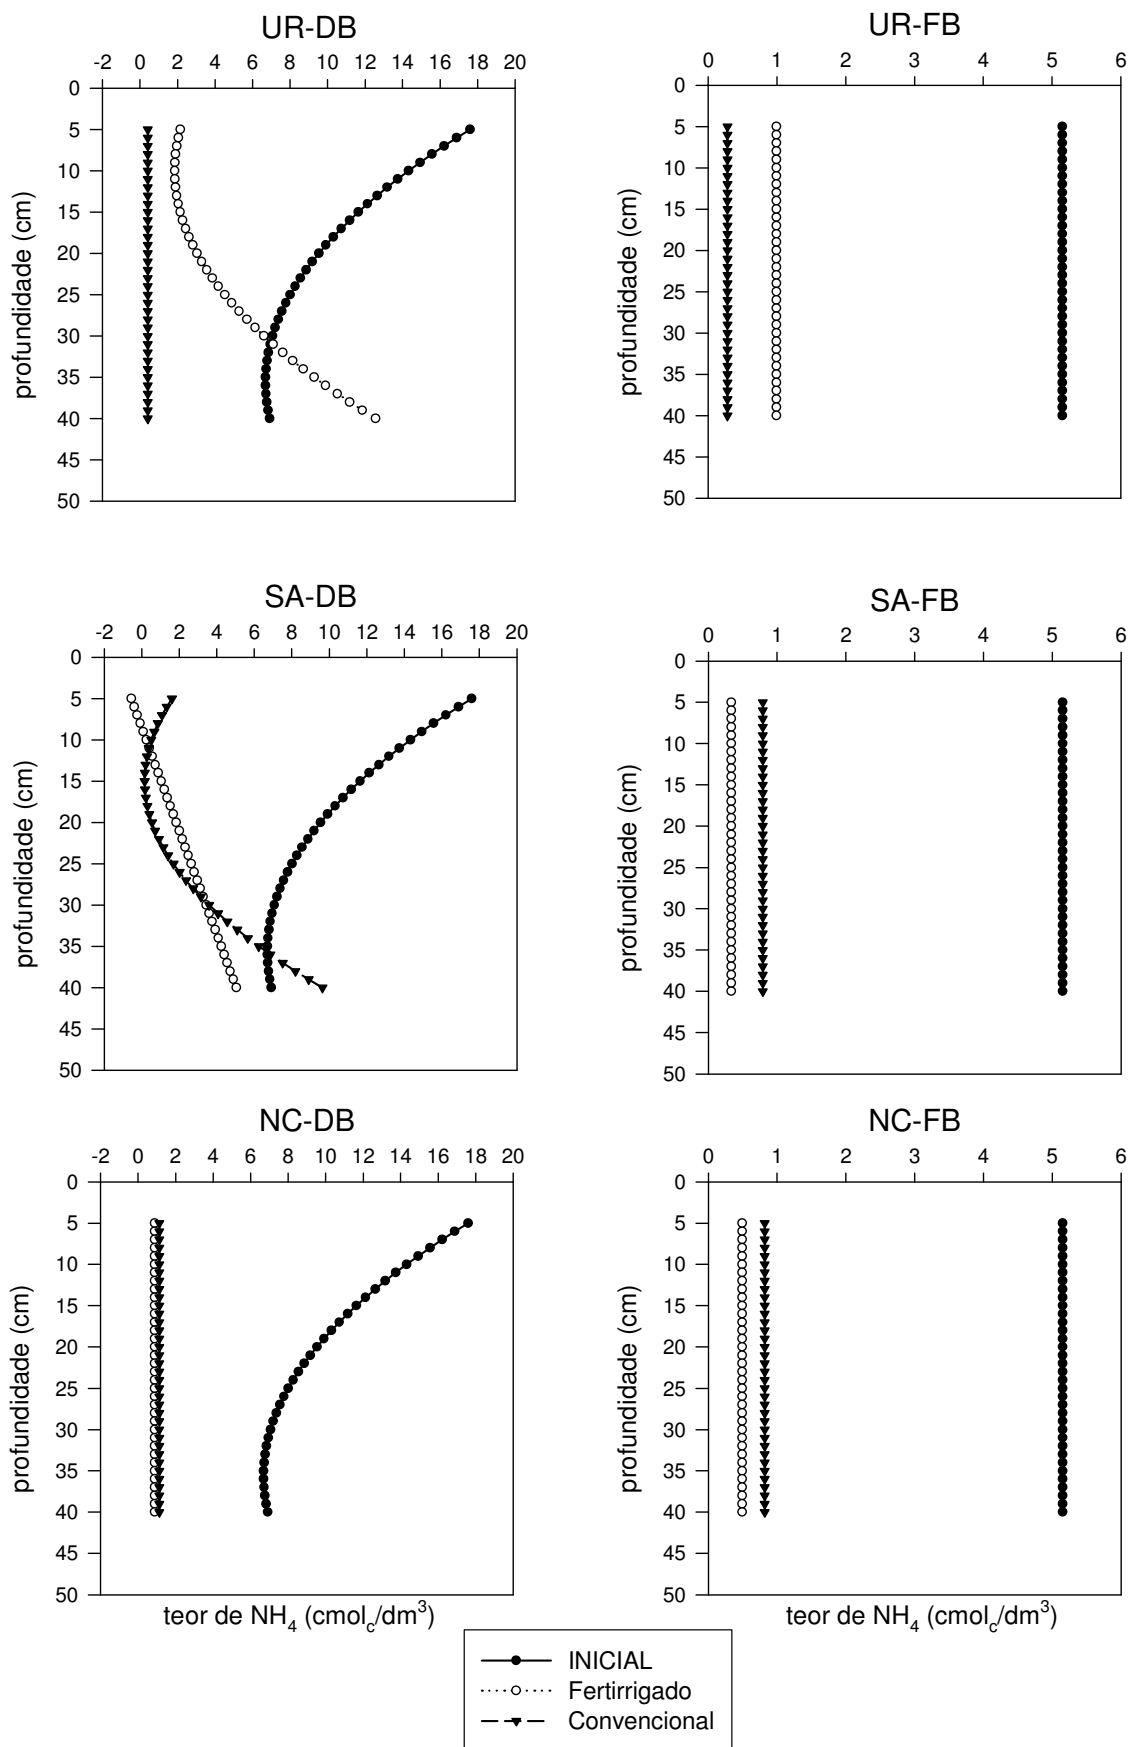 UR-DB
-2 0 2 4 6 8 10 12 14 16 18 20
0
5
10
15
20
25
30
35
40
45
50
profundidade (cm)
UR-FB
0 1 2 3 4 5 6
0
5
10
15
20
25
30
35
40
45
50
profundidade (cm)
SA-DB
-2 0 2 4 6 8 10 12 14 16 18 20
0
5
10
15
20
25
30
35
40
45
50
profundidade (cm)
SA-FB
0 1 2 3 4 5 6
0
5
10
15
20
25
30
35
40
45
50
profundidade (cm)
NC-DB
-2 0 2 4 6 8 10 12 14 16 18 20
0
5
10
15
20
25
30
35
40
45
50
profundidade (cm)
teor de NH₄ (cmol_c/dm³)
NC-FB
0 1 2 3 4 5 6
0
5
10
15
20
25
30
35
40
45
50
profundidade (cm)
teor de NH₄ (cmol_c/dm³)
INICIAL
Fertirrigado
Convencional